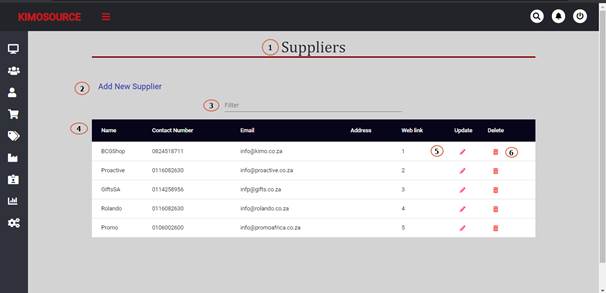 KIMOSOURCE
1 Suppliers
2 Add New Supplier
3 Filter
4
Name Contact Number Email Address Web link Update Delete
BCGShop 0824518711 info@kimo.co.za 1 5 6
Proactive 0116082630 info@proactive.co.za 2
GiftsSA 0114258956 infp@gifts.co.za 3
Rolando 0116082630 info@rolando.co.za 4
Promo 0106002600 info@promoafrica.co.za 5